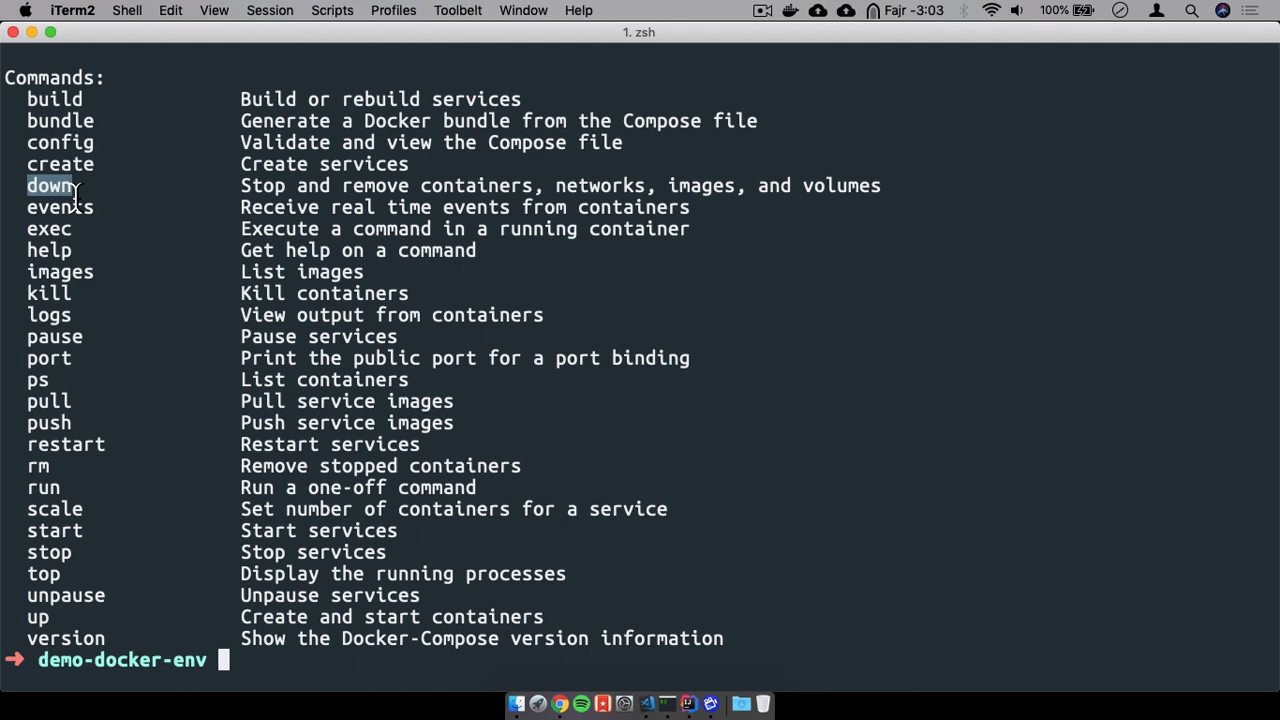 iTerm2 Shell Edit View Session Scripts Profiles Toolbelt Window Help Fajr -3:03 100%
1. zsh
Commands:
build Build or rebuild services
bundle Generate a Docker bundle from the Compose file
config Validate and view the Compose file
create Create services
down Stop and remove containers, networks, images, and volumes
events Receive real time events from containers
exec Execute a command in a running container
help Get help on a command
images List images
kill Kill containers
logs View output from containers
pause Pause services
port Print the public port for a port binding
ps List containers
pull Pull service images
push Push service images
restart Restart services
rm Remove stopped containers
run Run a one-off command
scale Set number of containers for a service
start Start services
stop Stop services
top Display the running processes
unpause Unpause services
up Create and start containers
version Show the Docker-Compose version information
➜ demo-docker-env